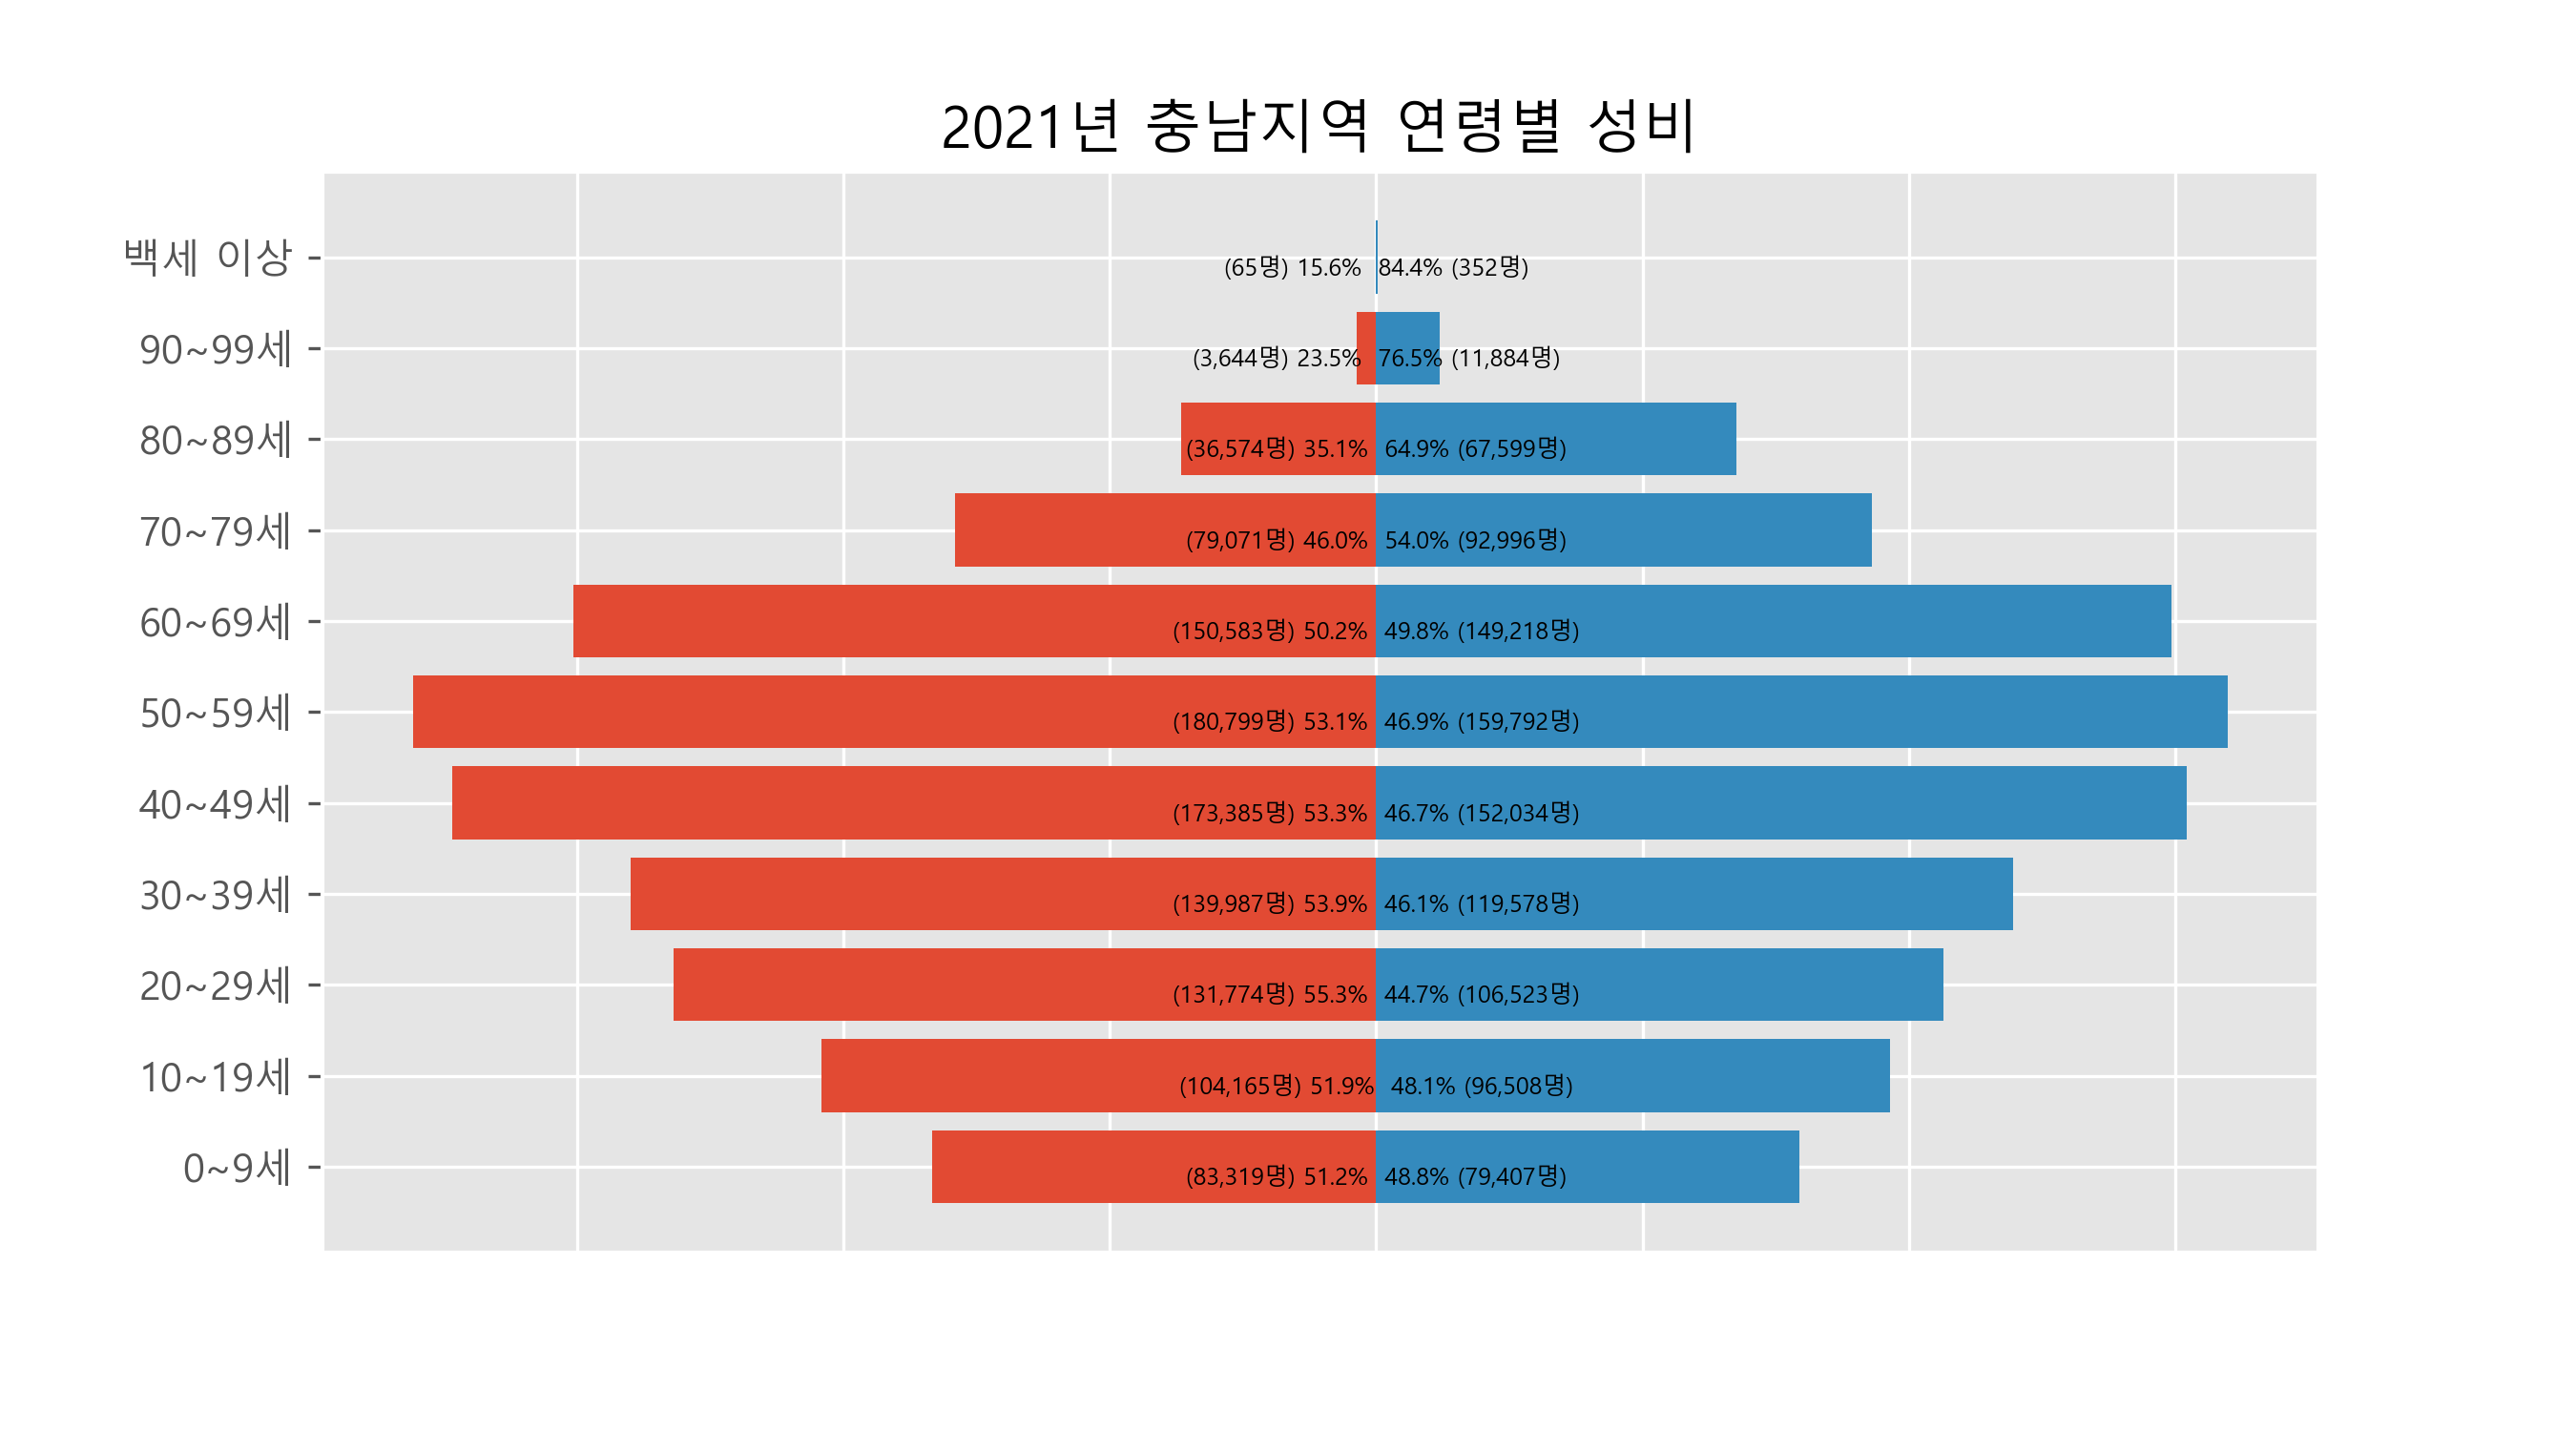 2021년 충남지역 연령별 성비
백세 이상 (65명) 15.6% 84.4% (352명)
90~99세 (3,644명) 23.5% 76.5% (11,884명)
80~89세 (36,574명) 35.1% 64.9% (67,599명)
70~79세 (79,071명) 46.0% 54.0% (92,996명)
60~69세 (150,583명) 50.2% 49.8% (149,218명)
50~59세 (180,799명) 53.1% 46.9% (159,792명)
40~49세 (173,385명) 53.3% 46.7% (152,034명)
30~39세 (139,987명) 53.9% 46.1% (119,578명)
20~29세 (131,774명) 55.3% 44.7% (106,523명)
10~19세 (104,165명) 51.9% 48.1% (96,508명)
0~9세 (83,319명) 51.2% 48.8% (79,407명)